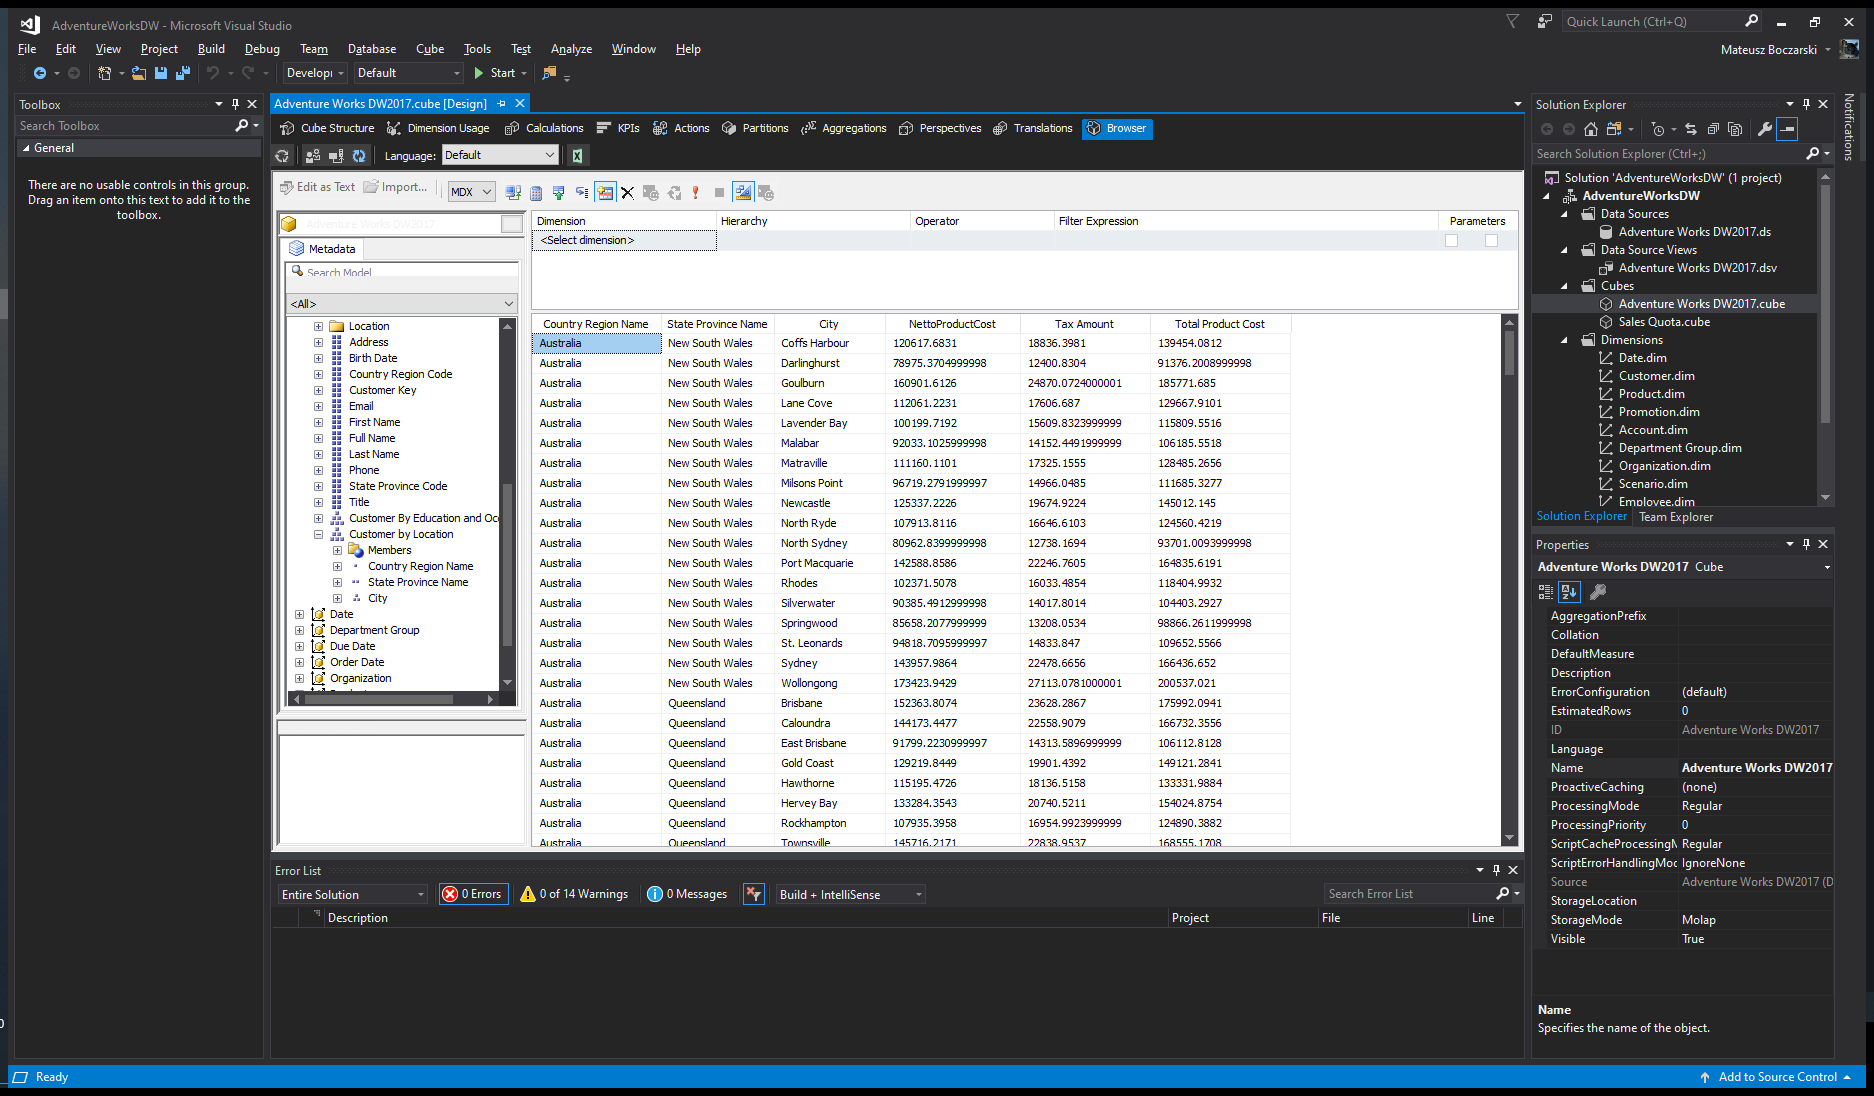 AdventureWorksDW - Microsoft Visual Studio
Quick Launch (Ctrl+Q)
File Edit View Project Build Debug Team Database Cube Tools Test Analyze Window Help
Mateusz Boczarski
Develop Default Start
Toolbox
Search Toolbox
General
There are no usable controls in this group.
Drag an item onto this text to add it to the
toolbox.
Adventure Works DW2017.cube [Design]
Cube Structure Dimension Usage Calculations KPIs Actions Partitions Aggregations Perspectives Translations Browser
Language: Default
Edit as Text Import... MDX
Adventure Works DW2017
Metadata
Search Model
<All>
Location
Address
Birth Date
Country Region Code
Customer Key
Email
First Name
Full Name
Last Name
Phone
State Province Code
Title
Customer By Education and Occ
Customer by Location
Members
Country Region Name
State Province Name
City
Date
Department Group
Due Date
Order Date
Organization
Dimension Hierarchy Operator Filter Expression Parameters
<Select dimension>
Country Region Name State Province Name City NettoProductCost Tax Amount Total Product Cost
Australia New South Wales Coffs Harbour 120617.6831 18836.3981 139454.0812
Australia New South Wales Darlinghurst 78975.3704999998 12400.8304 91376.2008999998
Australia New South Wales Goulburn 160901.6126 24870.0724000001 185771.685
Australia New South Wales Lane Cove 112061.2231 17606.687 129667.9101
Australia New South Wales Lavender Bay 100199.7192 15609.8323999999 115809.5516
Australia New South Wales Malabar 92033.1025999998 14152.4491999999 106185.5518
Australia New South Wales Matraville 111160.1101 17325.1555 128485.2656
Australia New South Wales Milsons Point 96719.2791999997 14966.0485 111685.3277
Australia New South Wales Newcastle 125337.2226 19674.9224 145012.145
Australia New South Wales North Ryde 107913.8116 16646.6103 124560.4219
Australia New South Wales North Sydney 80962.8399999998 12738.1694 93701.0093999998
Australia New South Wales Port Macquarie 142588.8586 22246.7605 164835.6191
Australia New South Wales Rhodes 102371.5078 16033.4854 118404.9932
Australia New South Wales Silverwater 90385.4912999998 14017.8014 104403.2927
Australia New South Wales Springwood 85658.2077999999 13208.0534 98866.2611999998
Australia New South Wales St. Leonards 94818.7095999997 14833.847 109652.5566
Australia New South Wales Sydney 143957.9864 22478.6656 166436.652
Australia New South Wales Wollongong 173423.9429 27113.0781000001 200537.021
Australia Queensland Brisbane 152363.8074 23628.2867 175992.0941
Australia Queensland Caloundra 144173.4477 22558.9079 166732.3556
Australia Queensland East Brisbane 91799.2230999997 14313.5896999999 106112.8128
Australia Queensland Gold Coast 129219.8449 19901.4392 149121.2841
Australia Queensland Hawthorne 115195.4726 18136.5158 133331.9884
Australia Queensland Hervey Bay 133284.3543 20740.5211 154024.8754
Australia Queensland Rockhampton 107935.3958 16954.9923999999 124890.3882
Australia Queensland Townsville 145716.2171 22838.9537 168555.1708
Error List
Entire Solution 0 Errors 0 of 14 Warnings 0 Messages Build + IntelliSense Search Error List
Description Project File Line
Solution Explorer
Search Solution Explorer (Ctrl+;)
Solution 'AdventureWorksDW' (1 project)
AdventureWorksDW
Data Sources
Adventure Works DW2017.ds
Data Source Views
Adventure Works DW2017.dsv
Cubes
Adventure Works DW2017.cube
Sales Quota.cube
Dimensions
Date.dim
Customer.dim
Product.dim
Promotion.dim
Account.dim
Department Group.dim
Organization.dim
Scenario.dim
Employee.dim
Solution Explorer Team Explorer
Notifications
Properties
Adventure Works DW2017 Cube
AggregationPrefix
Collation
DefaultMeasure
Description
ErrorConfiguration (default)
EstimatedRows 0
ID Adventure Works DW2017
Language
Name Adventure Works DW2017
ProactiveCaching (none)
ProcessingMode Regular
ProcessingPriority 0
ScriptCacheProcessingM Regular
ScriptErrorHandlingMod IgnoreNone
Source Adventure Works DW2017 (D
StorageLocation
StorageMode Molap
Visible True
Name
Specifies the name of the object.
Ready
Add to Source Control